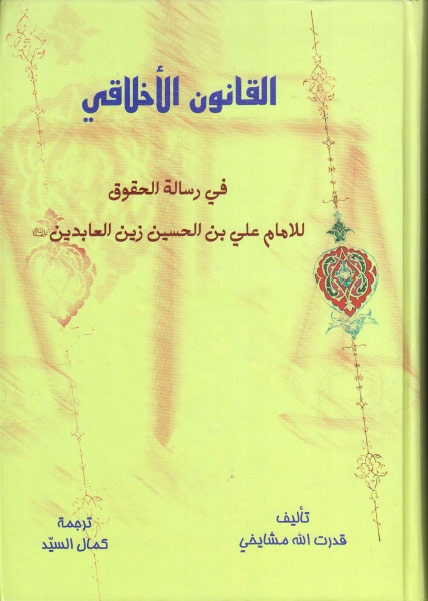 القانون الأخلاقي
في رسالة الحقوق
للامام علي بن الحسين زين العابدين
تأليف
قدرت الله مشايخي
ترجمة
كمال السيّد